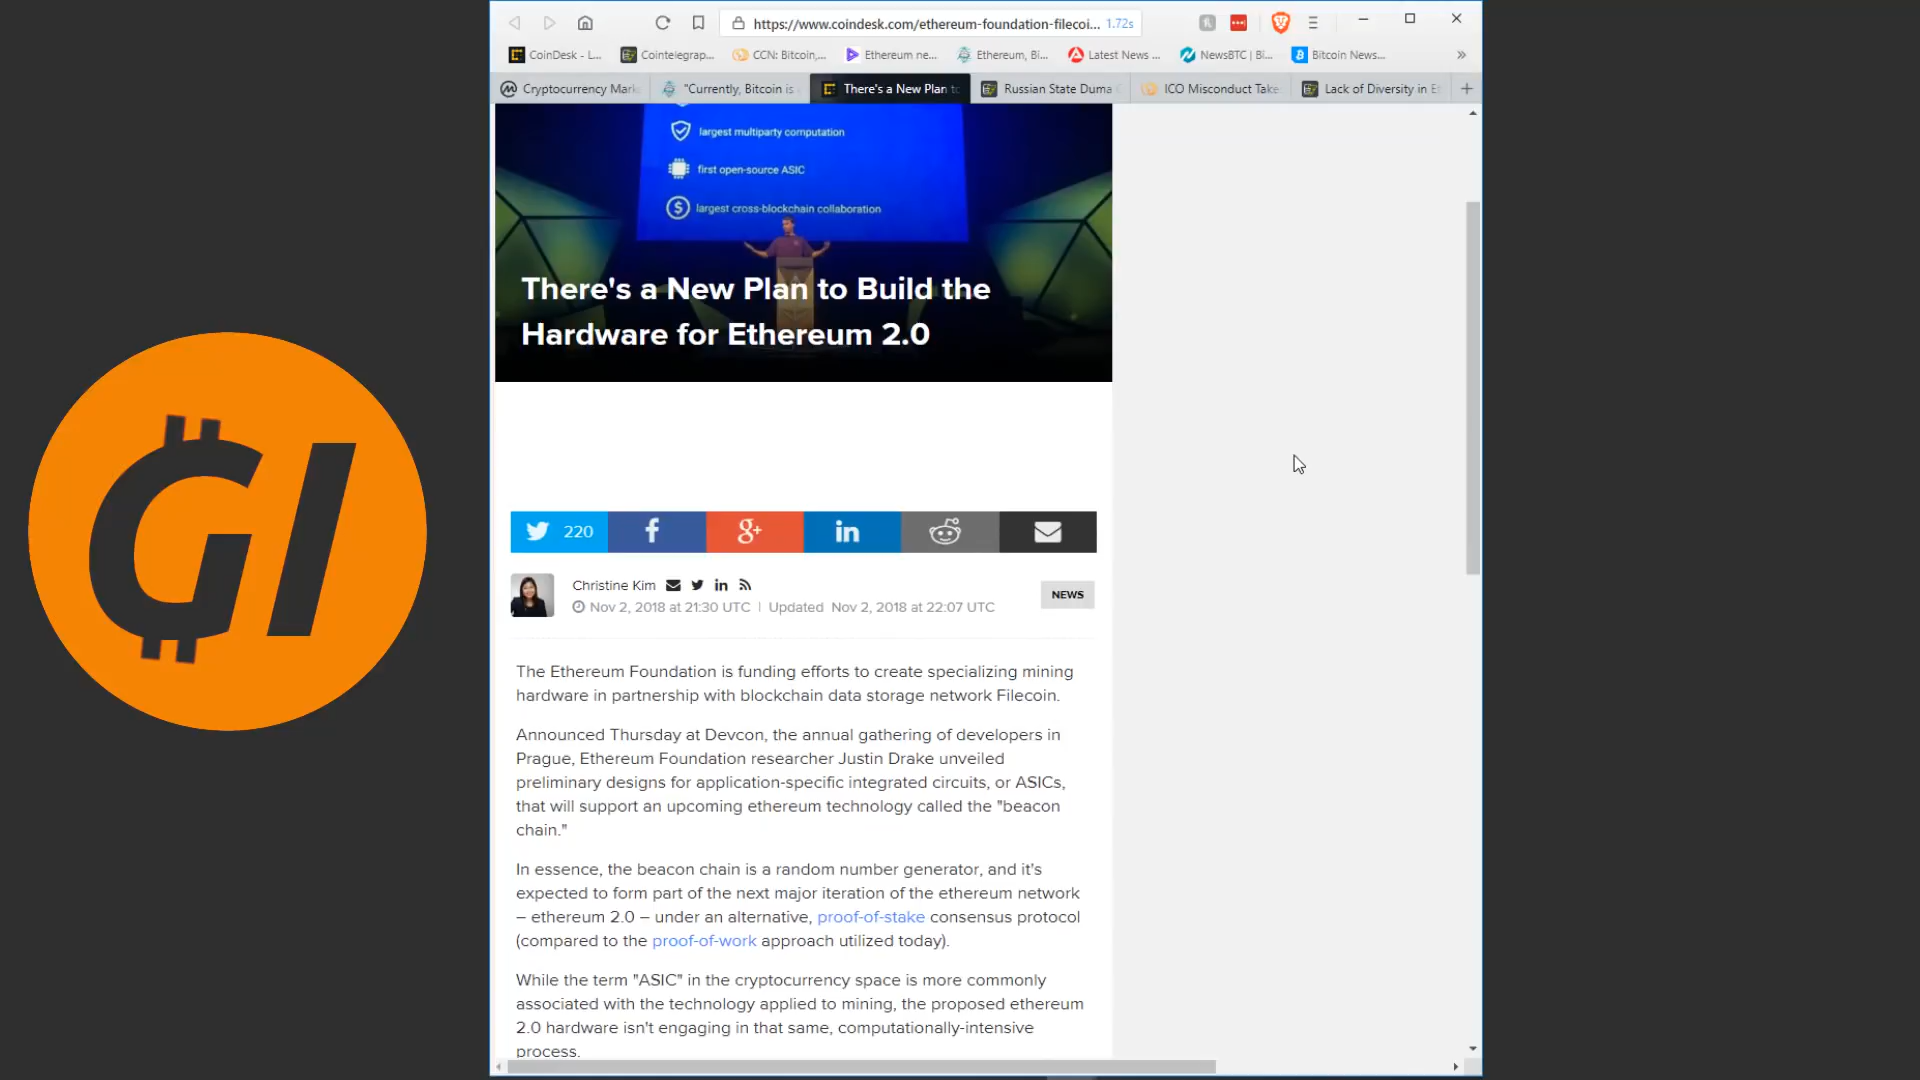 https://www.coindesk.com/ethereum-foundation-filecoi... 1.72s
CoinDesk - L... Cointelegrap... CCN: Bitcoin,... Ethereum ne... Ethereum, Bi... Latest News ... NewsBTC | Bi... Bitcoin News... »
Cryptocurrency Mark "Currently, Bitcoin is There's a New Plan to Russian State Duma ICO Misconduct Take Lack of Diversity in E +
largest multiparty computation
first open-source ASIC
largest cross-blockchain collaboration
There's a New Plan to Build the
Hardware for Ethereum 2.0
GI
220
Christine Kim
Nov 2, 2018 at 21:30 UTC | Updated Nov 2, 2018 at 22:07 UTC
NEWS
The Ethereum Foundation is funding efforts to create specializing mining
hardware in partnership with blockchain data storage network Filecoin.
Announced Thursday at Devcon, the annual gathering of developers in
Prague, Ethereum Foundation researcher Justin Drake unveiled
preliminary designs for application-specific integrated circuits, or ASICs,
that will support an upcoming ethereum technology called the "beacon
chain."
In essence, the beacon chain is a random number generator, and it's
expected to form part of the next major iteration of the ethereum network
– ethereum 2.0 – under an alternative, proof-of-stake consensus protocol
(compared to the proof-of-work approach utilized today).
While the term "ASIC" in the cryptocurrency space is more commonly
associated with the technology applied to mining, the proposed ethereum
2.0 hardware isn't engaging in that same, computationally-intensive
process.